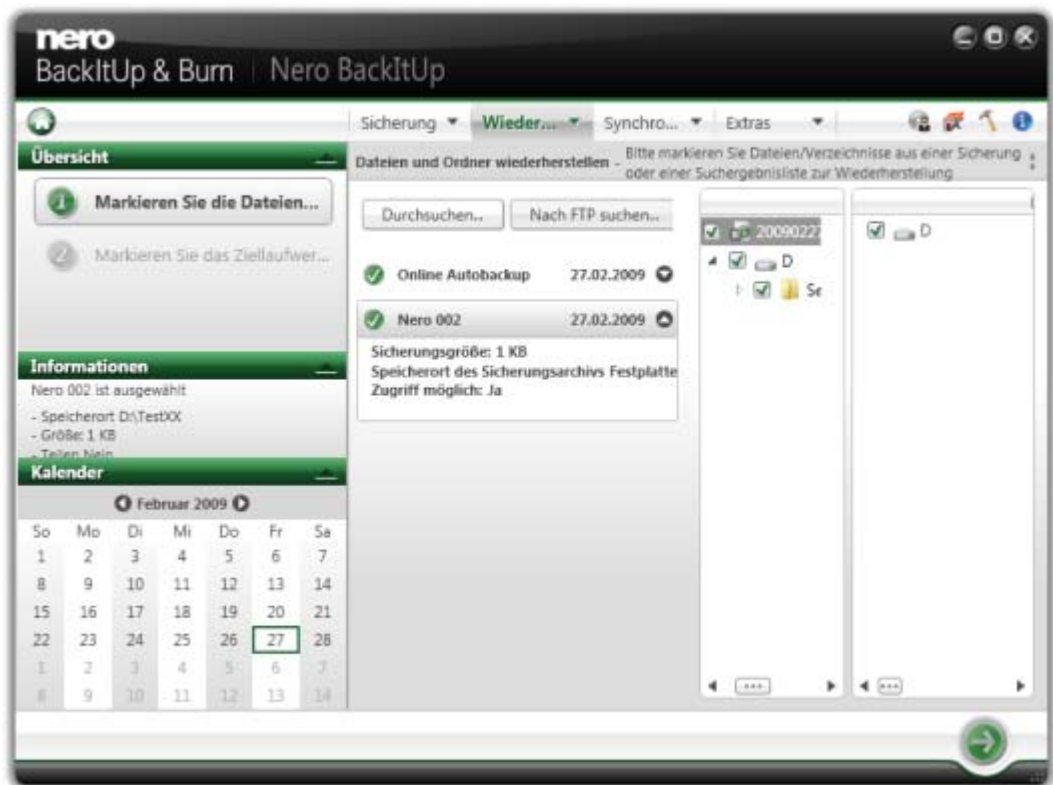 nero
BackItUp & Burn | Nero BackItUp
Sicherung Wieder... Synchro... Extras
Übersicht
1 Markieren Sie die Dateien...
2 Markieren Sie das Ziellaufwer...
Dateien und Ordner wiederherstellen - Bitte markieren Sie Dateien/Verzeichnisse aus einer Sicherung
oder einer Suchergebnisliste zur Wiederherstellung
Durchsuchen.. Nach FTP suchen..
Online Autobackup 27.02.2009
Nero 002 27.02.2009
Sicherungsgröße: 1 KB
Speicherort des Sicherungsarchivs Festplatte
Zugriff möglich: Ja
2009022
D
Se
D
Informationen
Nero 002 ist ausgewählt
- Speicherort D:\TestXX
- Größe: 1 KB
- Teilen Nein
Kalender
Februar 2009
So Mo Di Mi Do Fr Sa
1 2 3 4 5 6 7
8 9 10 11 12 13 14
15 16 17 18 19 20 21
22 23 24 25 26 27 28
1 2 3 4 5 6 7
8 9 10 11 12 13 14